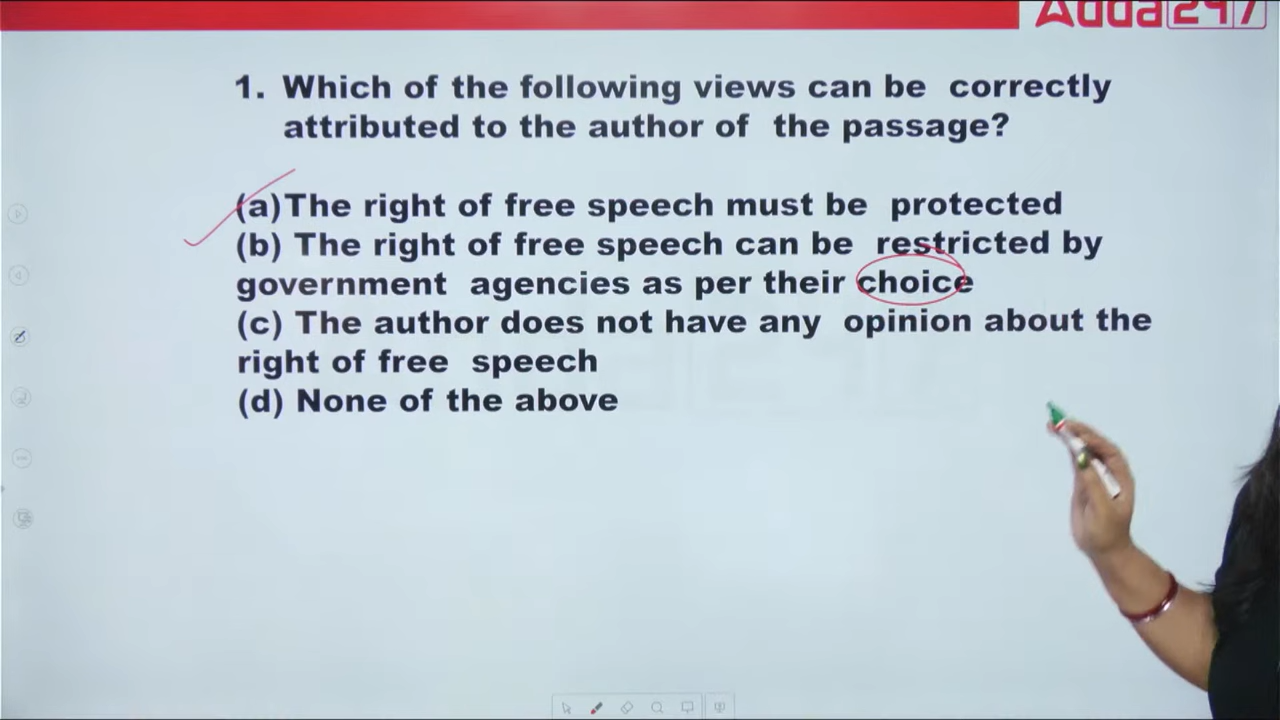 Adda247
1. Which of the following views can be correctly
attributed to the author of the passage?
(a)The right of free speech must be protected
(b) The right of free speech can be restricted by
government agencies as per their choice
(c) The author does not have any opinion about the
right of free speech
(d) None of the above